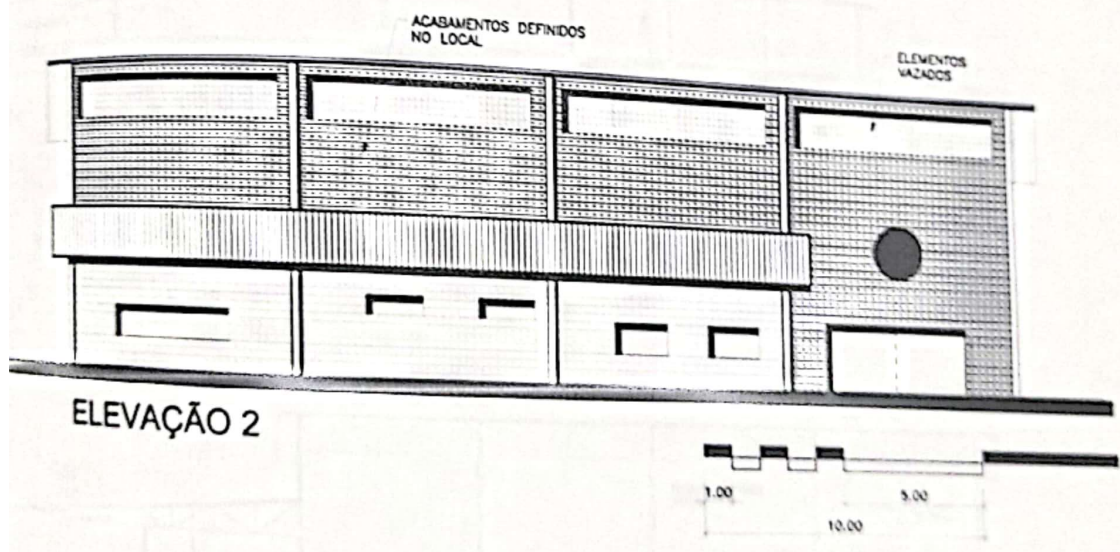 ACABAMENTOS DEFINIDOS
NO LOCAL
ELEMENTOS
VAZADOS
ELEVAÇÃO 2
1.00
5.00
10.00